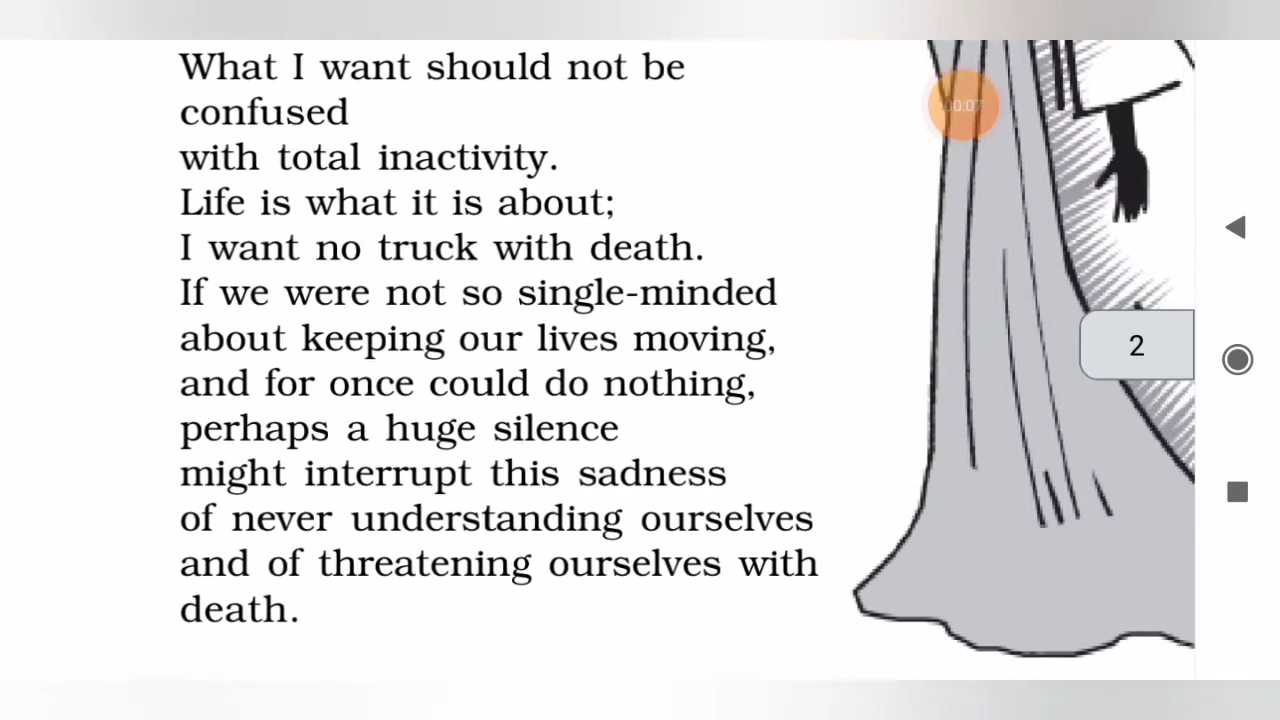 What I want should not be
confused
with total inactivity.
Life is what it is about;
I want no truck with death.
If we were not so single-minded
about keeping our lives moving,
and for once could do nothing,
perhaps a huge silence
might interrupt this sadness
of never understanding ourselves
and of threatening ourselves with
death.
00:07
2